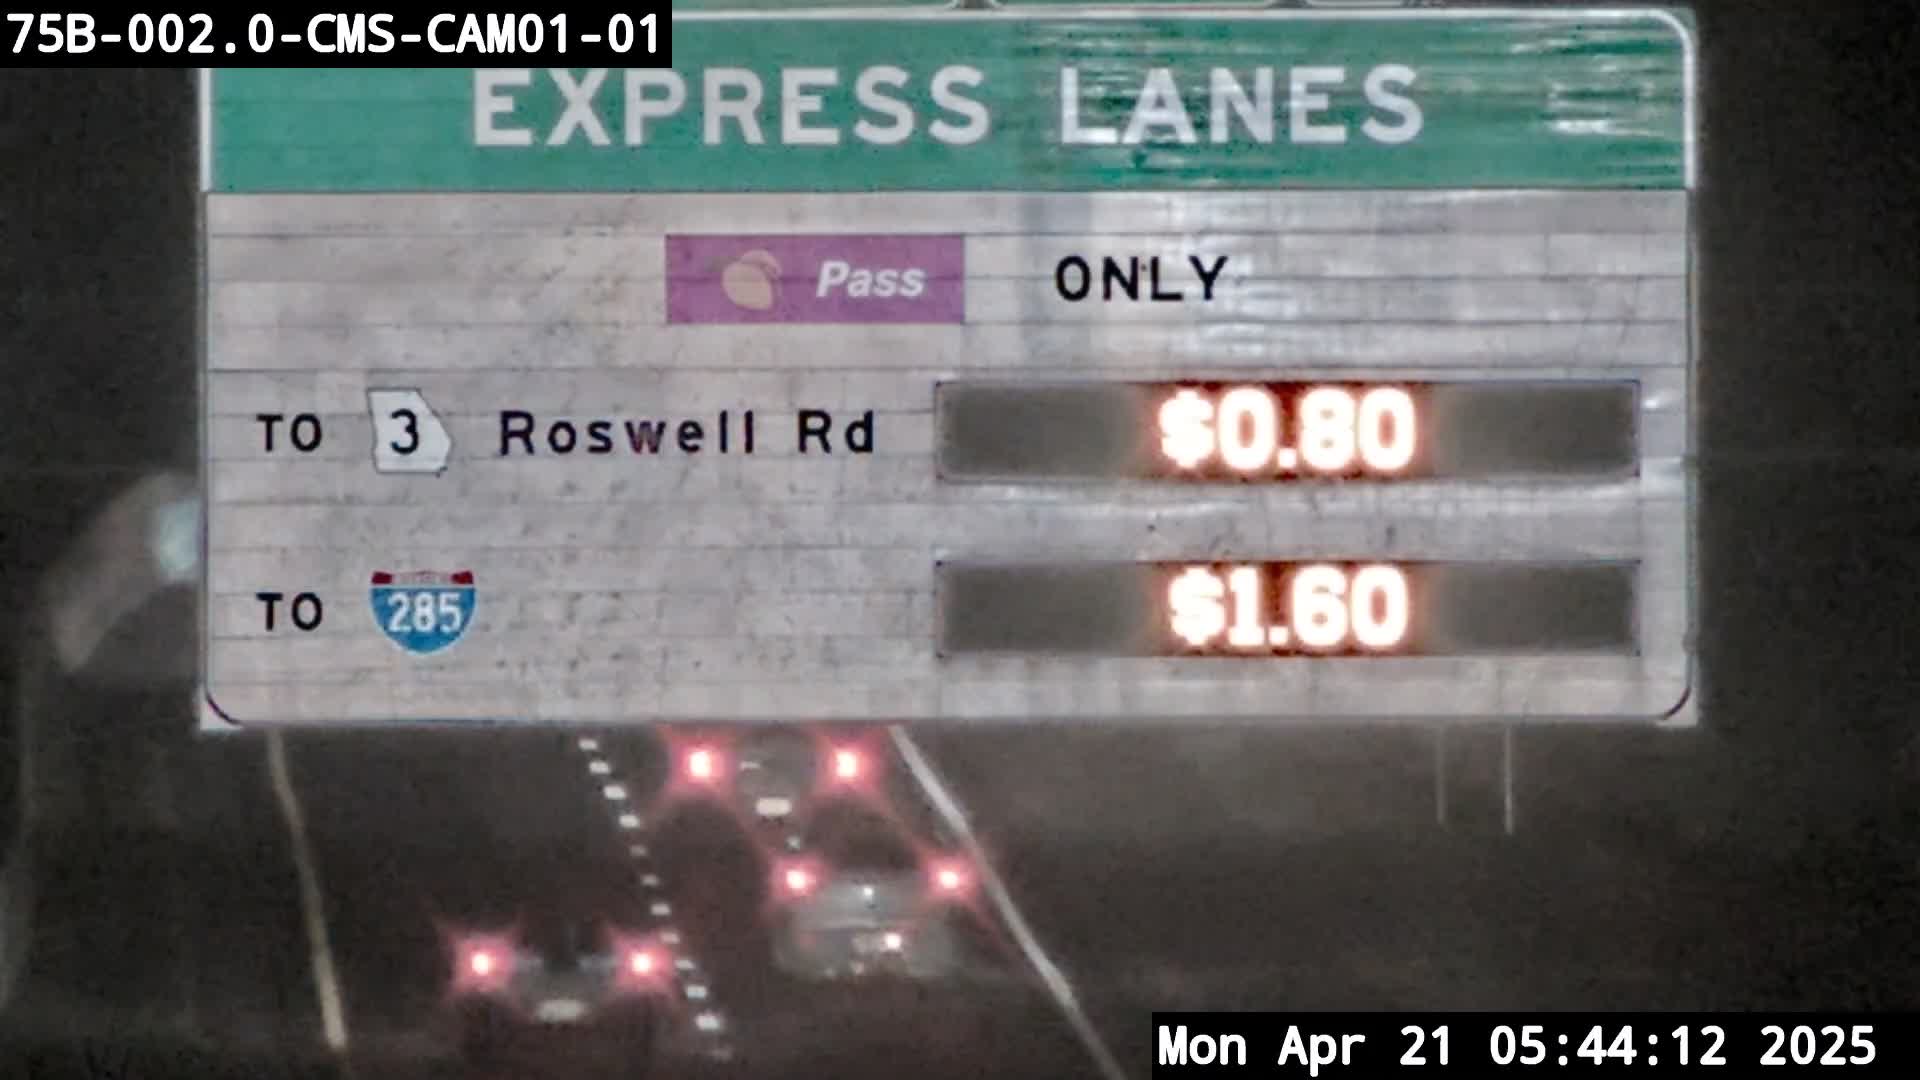 75B-002.0-CMS-CAM01-01
EXPRESS LANES
Pass ONLY
TO 3 Roswell Rd $0.80
TO 285 $1.60
Mon Apr 21 05:44:12 2025